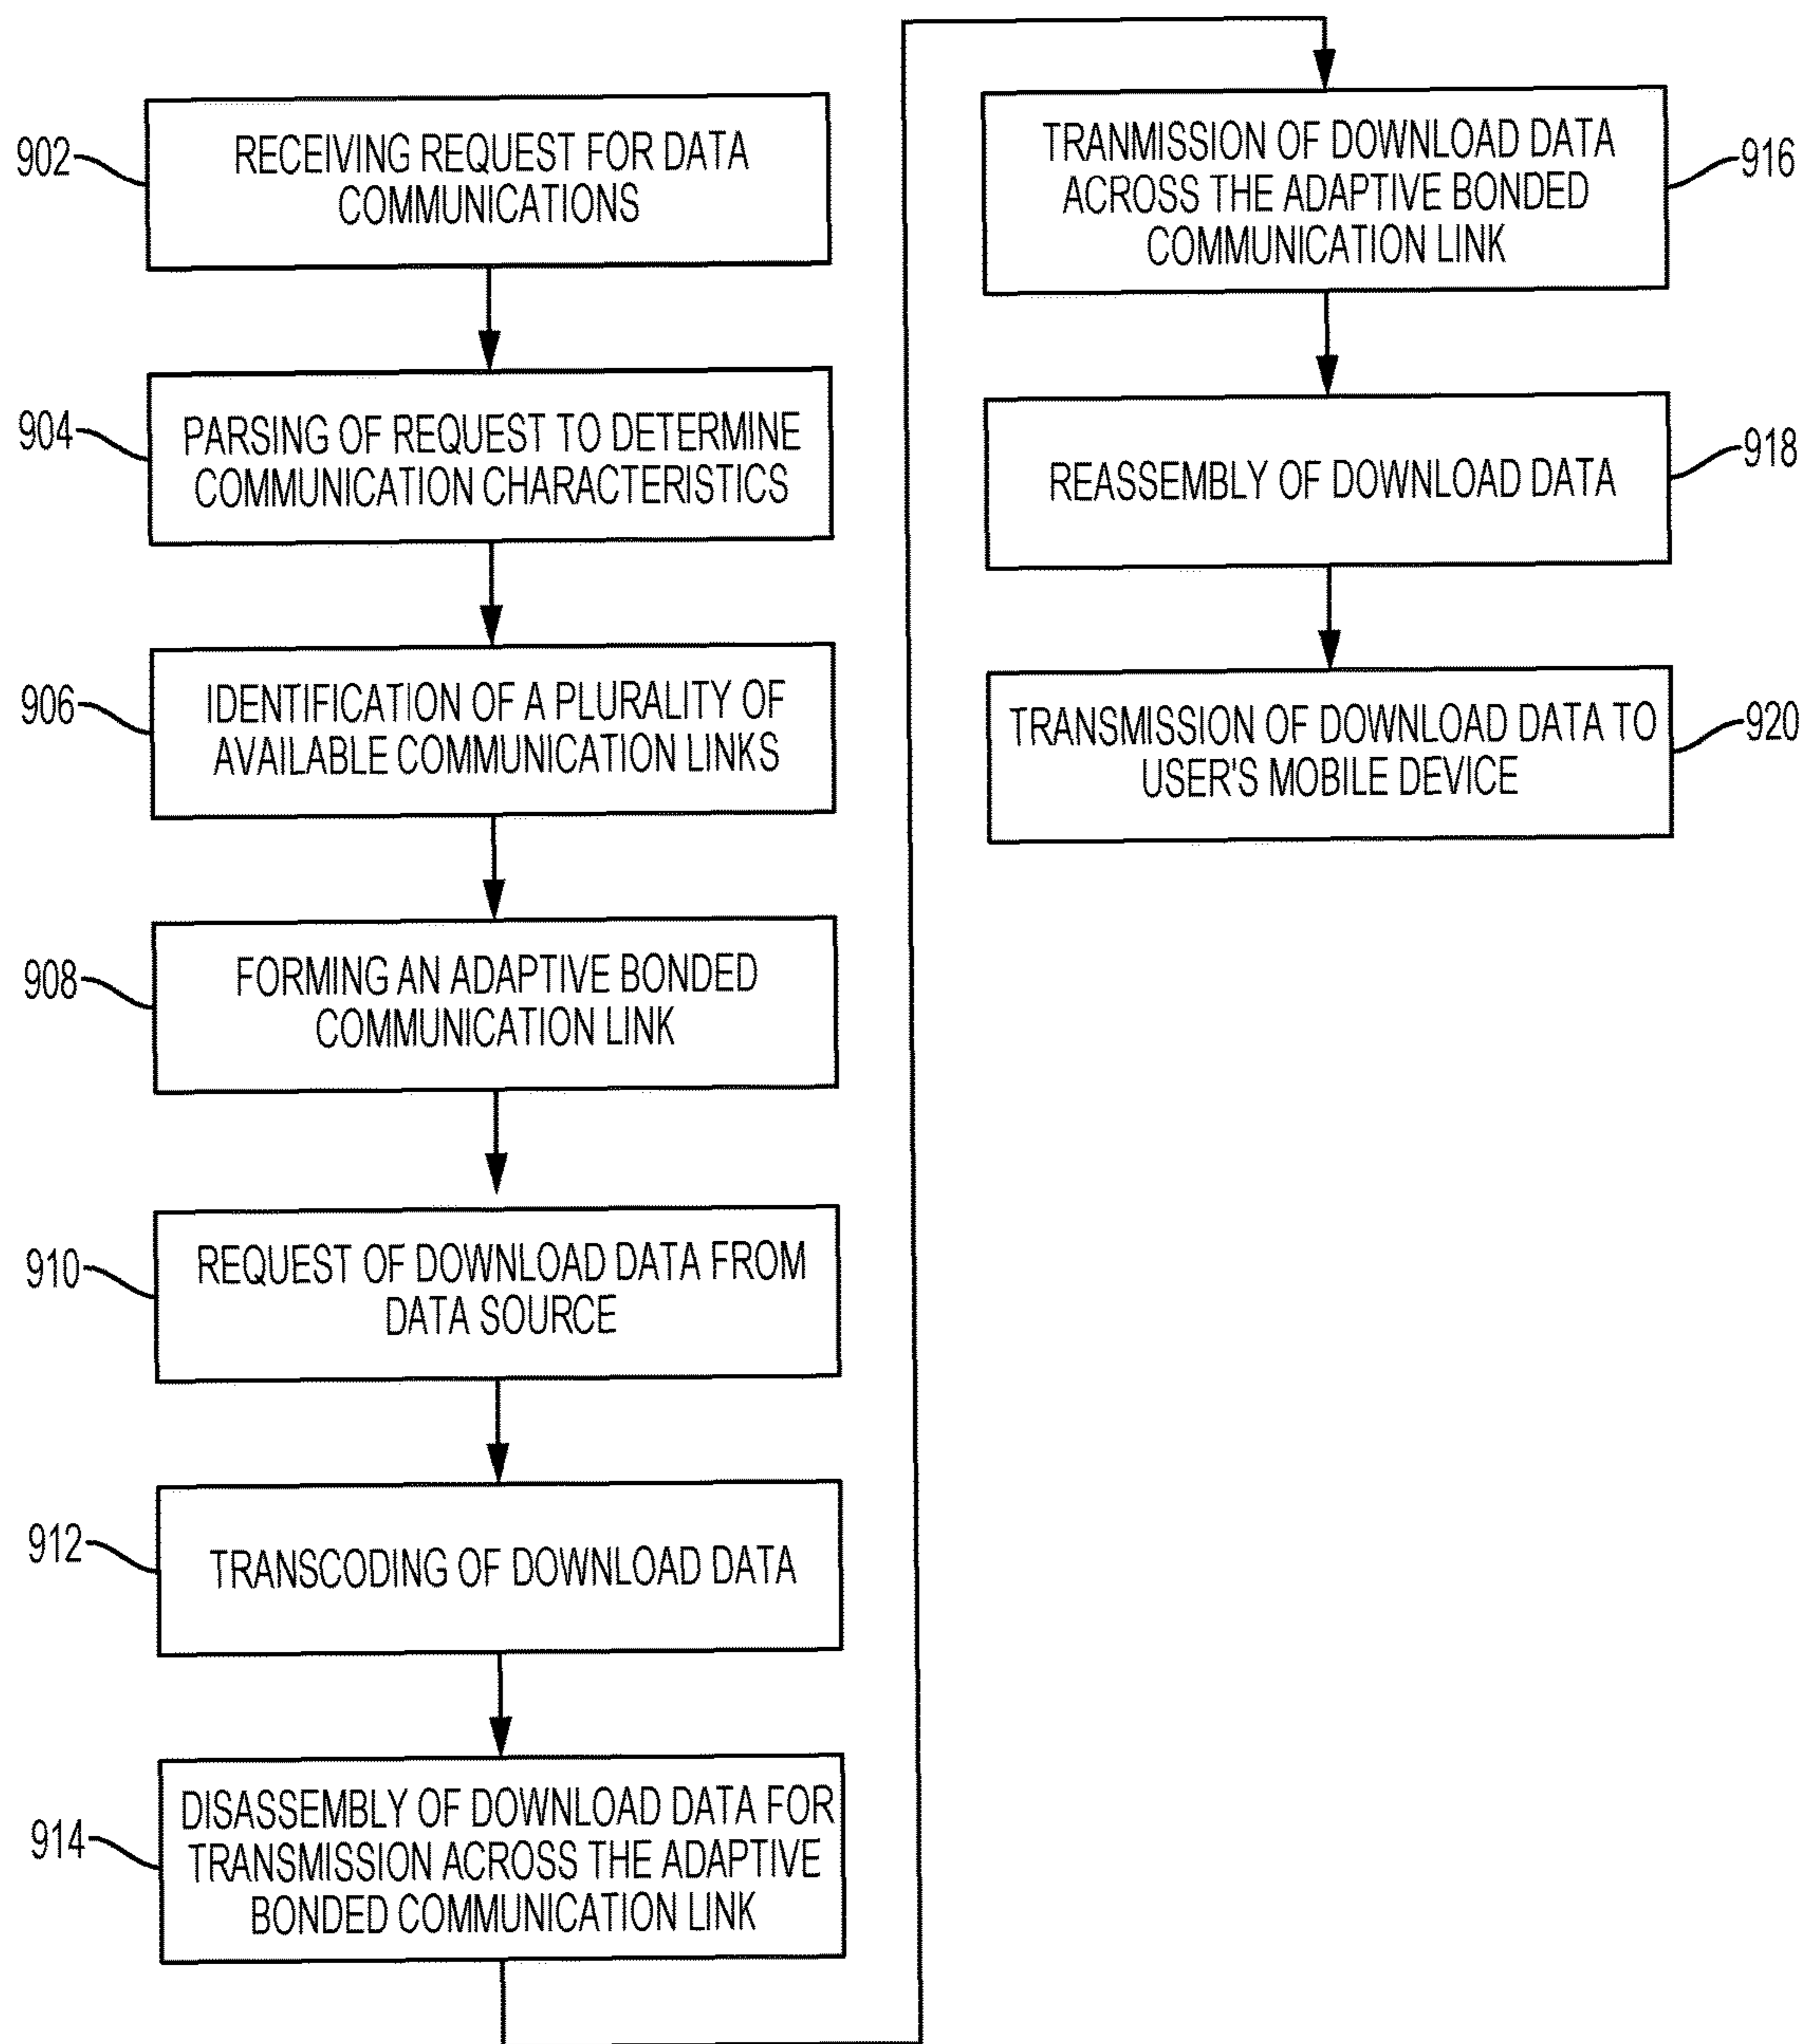 902
RECEIVING REQUEST FOR DATA
COMMUNICATIONS
904
PARSING OF REQUEST TO DETERMINE
COMMUNICATION CHARACTERISTICS
906
IDENTIFICATION OF A PLURALITY OF
AVAILABLE COMMUNICATION LINKS
908
FORMING AN ADAPTIVE BONDED
COMMUNICATION LINK
910
REQUEST OF DOWNLOAD DATA FROM
DATA SOURCE
912
TRANSCODING OF DOWNLOAD DATA
914
DISASSEMBLY OF DOWNLOAD DATA FOR
TRANSMISSION ACROSS THE ADAPTIVE
BONDED COMMUNICATION LINK
TRANMISSION OF DOWNLOAD DATA
ACROSS THE ADAPTIVE BONDED
COMMUNICATION LINK
916
REASSEMBLY OF DOWNLOAD DATA
918
TRANSMISSION OF DOWNLOAD DATA TO
USER'S MOBILE DEVICE
920